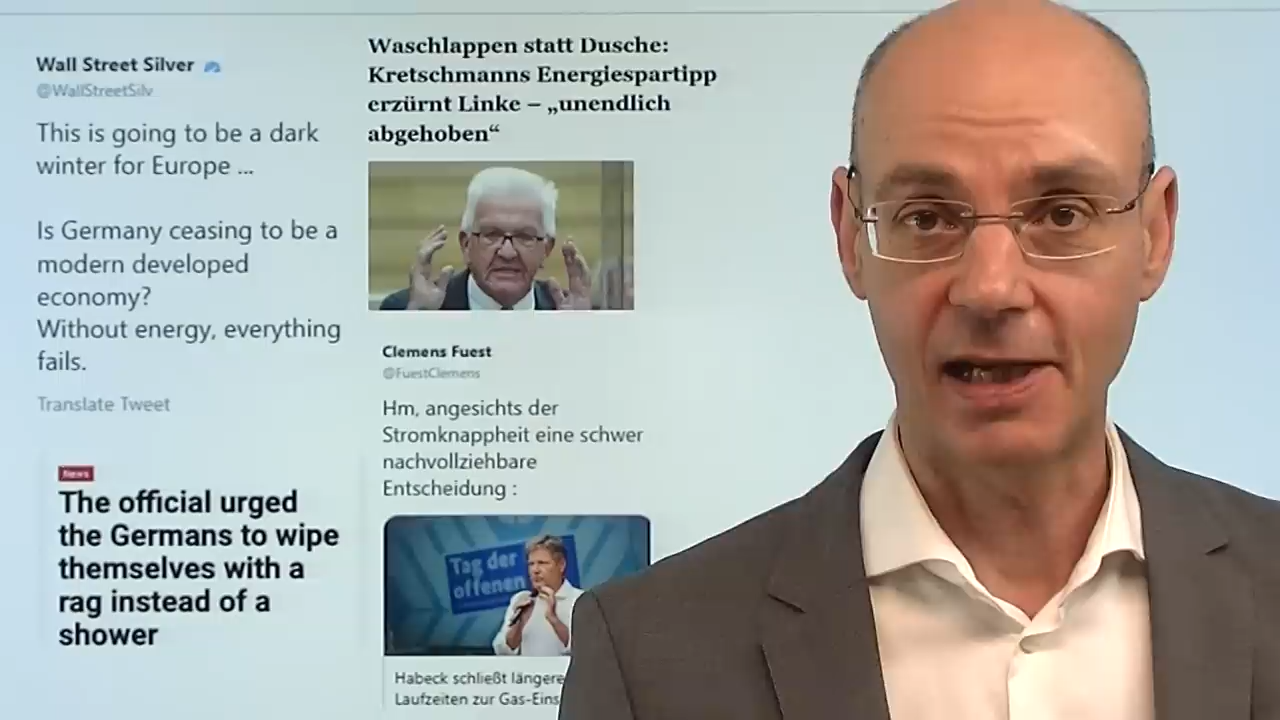 Wall Street Silver
@WallStreetSilv
This is going to be a dark
winter for Europe ...
Is Germany ceasing to be a
modern developed
economy?
Without energy, everything
fails.
Translate Tweet
News
The official urged
the Germans to wipe
themselves with a
rag instead of a
shower
Waschlappen statt Dusche:
Kretschmanns Energiespartipp
erzürnt Linke – „unendlich
abgehoben“
Clemens Fuest
@FuestClemens
Hm, angesichts der
Stromknappheit eine schwer
nachvollziehbare
Entscheidung :
Tag der
offenen
Habeck schließt längere
Laufzeiten zur Gas-Eins